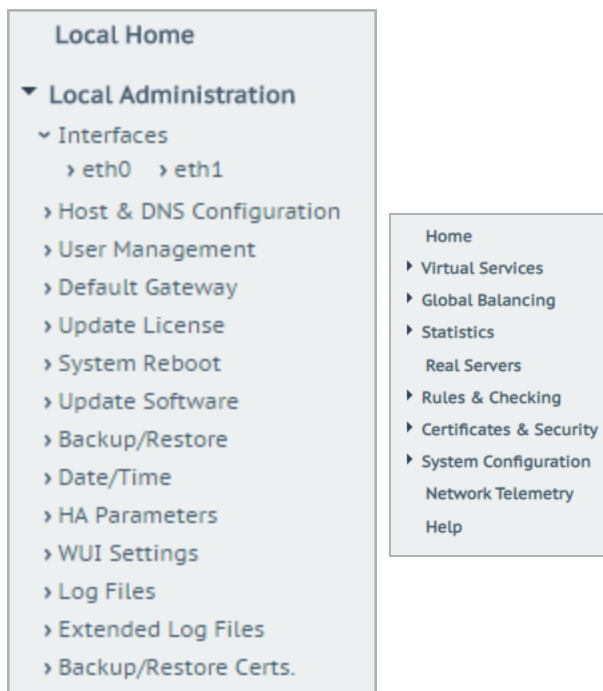 Local Home
Local Administration
Interfaces
eth0 eth1
Host & DNS Configuration
User Management
Default Gateway
Update License
System Reboot
Update Software
Backup/Restore
Date/Time
HA Parameters
WUI Settings
Log Files
Extended Log Files
Backup/Restore Certs.
Home
Virtual Services
Global Balancing
Statistics
Real Servers
Rules & Checking
Certificates & Security
System Configuration
Network Telemetry
Help